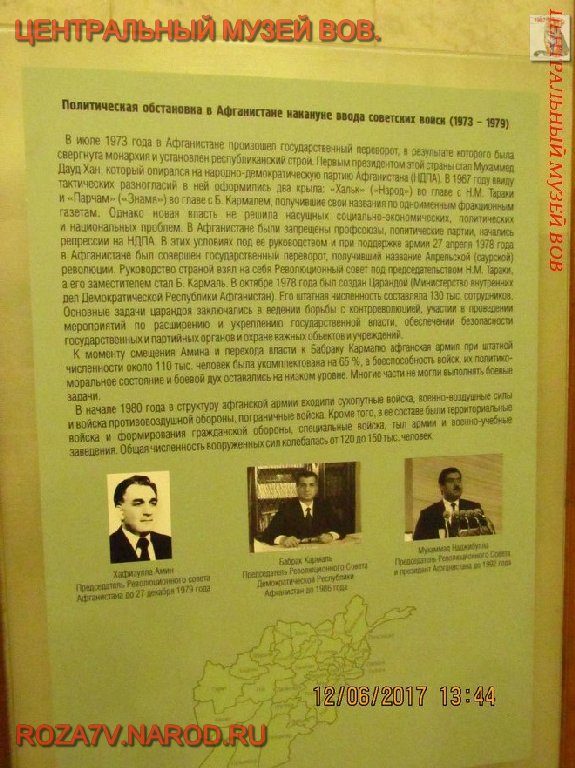 ЦЕНТРАЛЬНЫЙ МУЗЕЙ ВОВ.
ЦЕНТРАЛЬНЫЙ МУЗЕЙ ВОВ
Политическая обстановка в Афганистане накануне ввода советских войск (1973 – 1979)
В июле 1973 года в Афганистане произошел государственный переворот, в результате которого была
свергнута монархия и установлен республиканский строй. Первым президентом этой страны стал Мухаммед
Дауд Хан, который опирался на народно-демократическую партию Афганистана (НДПА). В 1967 году ввиду
тактических разногласий в ней оформились два крыла: «Хальк» («Народ») во главе с Н.М. Тараки
и «Парчам» («Знамя») во главе с Б. Кармалем, получившие свои названия по одноименным фракционным
газетам. Однако новая власть не решила насущных социально-экономических, политических
и национальных проблем. В Афганистане были запрещены профсоюзы, политические партии, начались
репрессии на НДПА. В этих условиях под ее руководством и при поддержке армии 27 апреля 1978 года
в Афганистане был совершен государственный переворот, получивший название Апрельской (саурской)
революции. Руководство страной взял на себя Революционный совет под председательством Н.М. Тараки,
а его заместителем стал Б. Кармаль. В октябре 1978 года был создан Царандой (Министерство внутренних
дел Демократической Республики Афганистан). Его штатная численность составляла 130 тыс. сотрудников.
Основные задачи царандоя заключались в ведении борьбы с контрреволюцией, участии в проведении
мероприятий по расширению и укреплению государственной власти, обеспечении безопасности
государственных и партийных органов и охране важных объектов и учреждений.
К моменту смещения Амина и перехода власти к Бабраку Кармалю афганская армия при штатной
численности около 110 тыс. человек была укомплектована на 65 %, а боеспособность войск, их политико-
моральное состояние и боевой дух оставались на низком уровне. Многие части не могли выполнять боевые
задачи.
В начале 1980 года в структуру афганской армии входили сухопутные войска, военно-воздушные силы
и войска противовоздушной обороны, пограничные войска. Кроме того, в ее составе были территориальные
войска и формирования гражданской обороны, специальные войска, тыл армии и военно-учебные
заведения. Общая численность вооруженных сил колебалась от 120 до 150 тыс. человек.
Хафизулла Амин
Председатель Революционного совета
Афганистана до 27 декабря 1979 года
Бабрак Кармаль
Председатель Революционного Совета
Демократической Республики
Афганистан до 1986 года
Мухаммад Наджибулла
Председатель Революционного Совета
и президент Афганистана до 1992 года
12/06/2017 13:44
ROZA7V.NAROD.RU